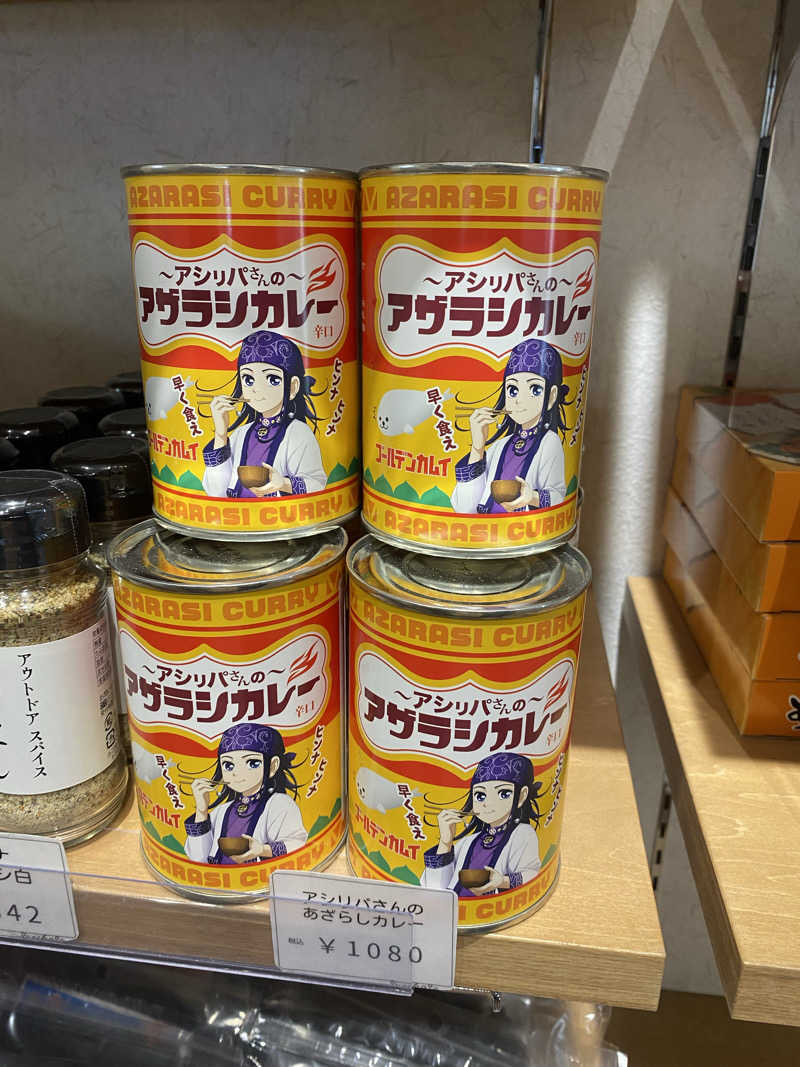 AZARASI CURRY
～アシリパさんの～
アザラシカレー
辛口
ヒンナ ヒンナ
早く食え
ゴールデンカムイ
AZARASI CURRY
AZARASI CURRY
～アシリパさんの～
アザラシカレー
辛口
ヒンナ
早く食え
ゴールデンカムイ
AZARASI CURRY
AZARASI CURRY
～アシリパさんの～
アザラシカレー
辛口
ヒンナ ヒンナ
早く食え
ゴールデンカムイ
AZARASI CURRY
AZARASI CURRY
～アシリパさんの～
アザラシカレー
辛口
ヒンナ
早く食え
ゴールデンカムイ
CURRY
アウトドア スパイス
シ白
42
アシリパさんの
あざらしカレー
税込 ￥1080